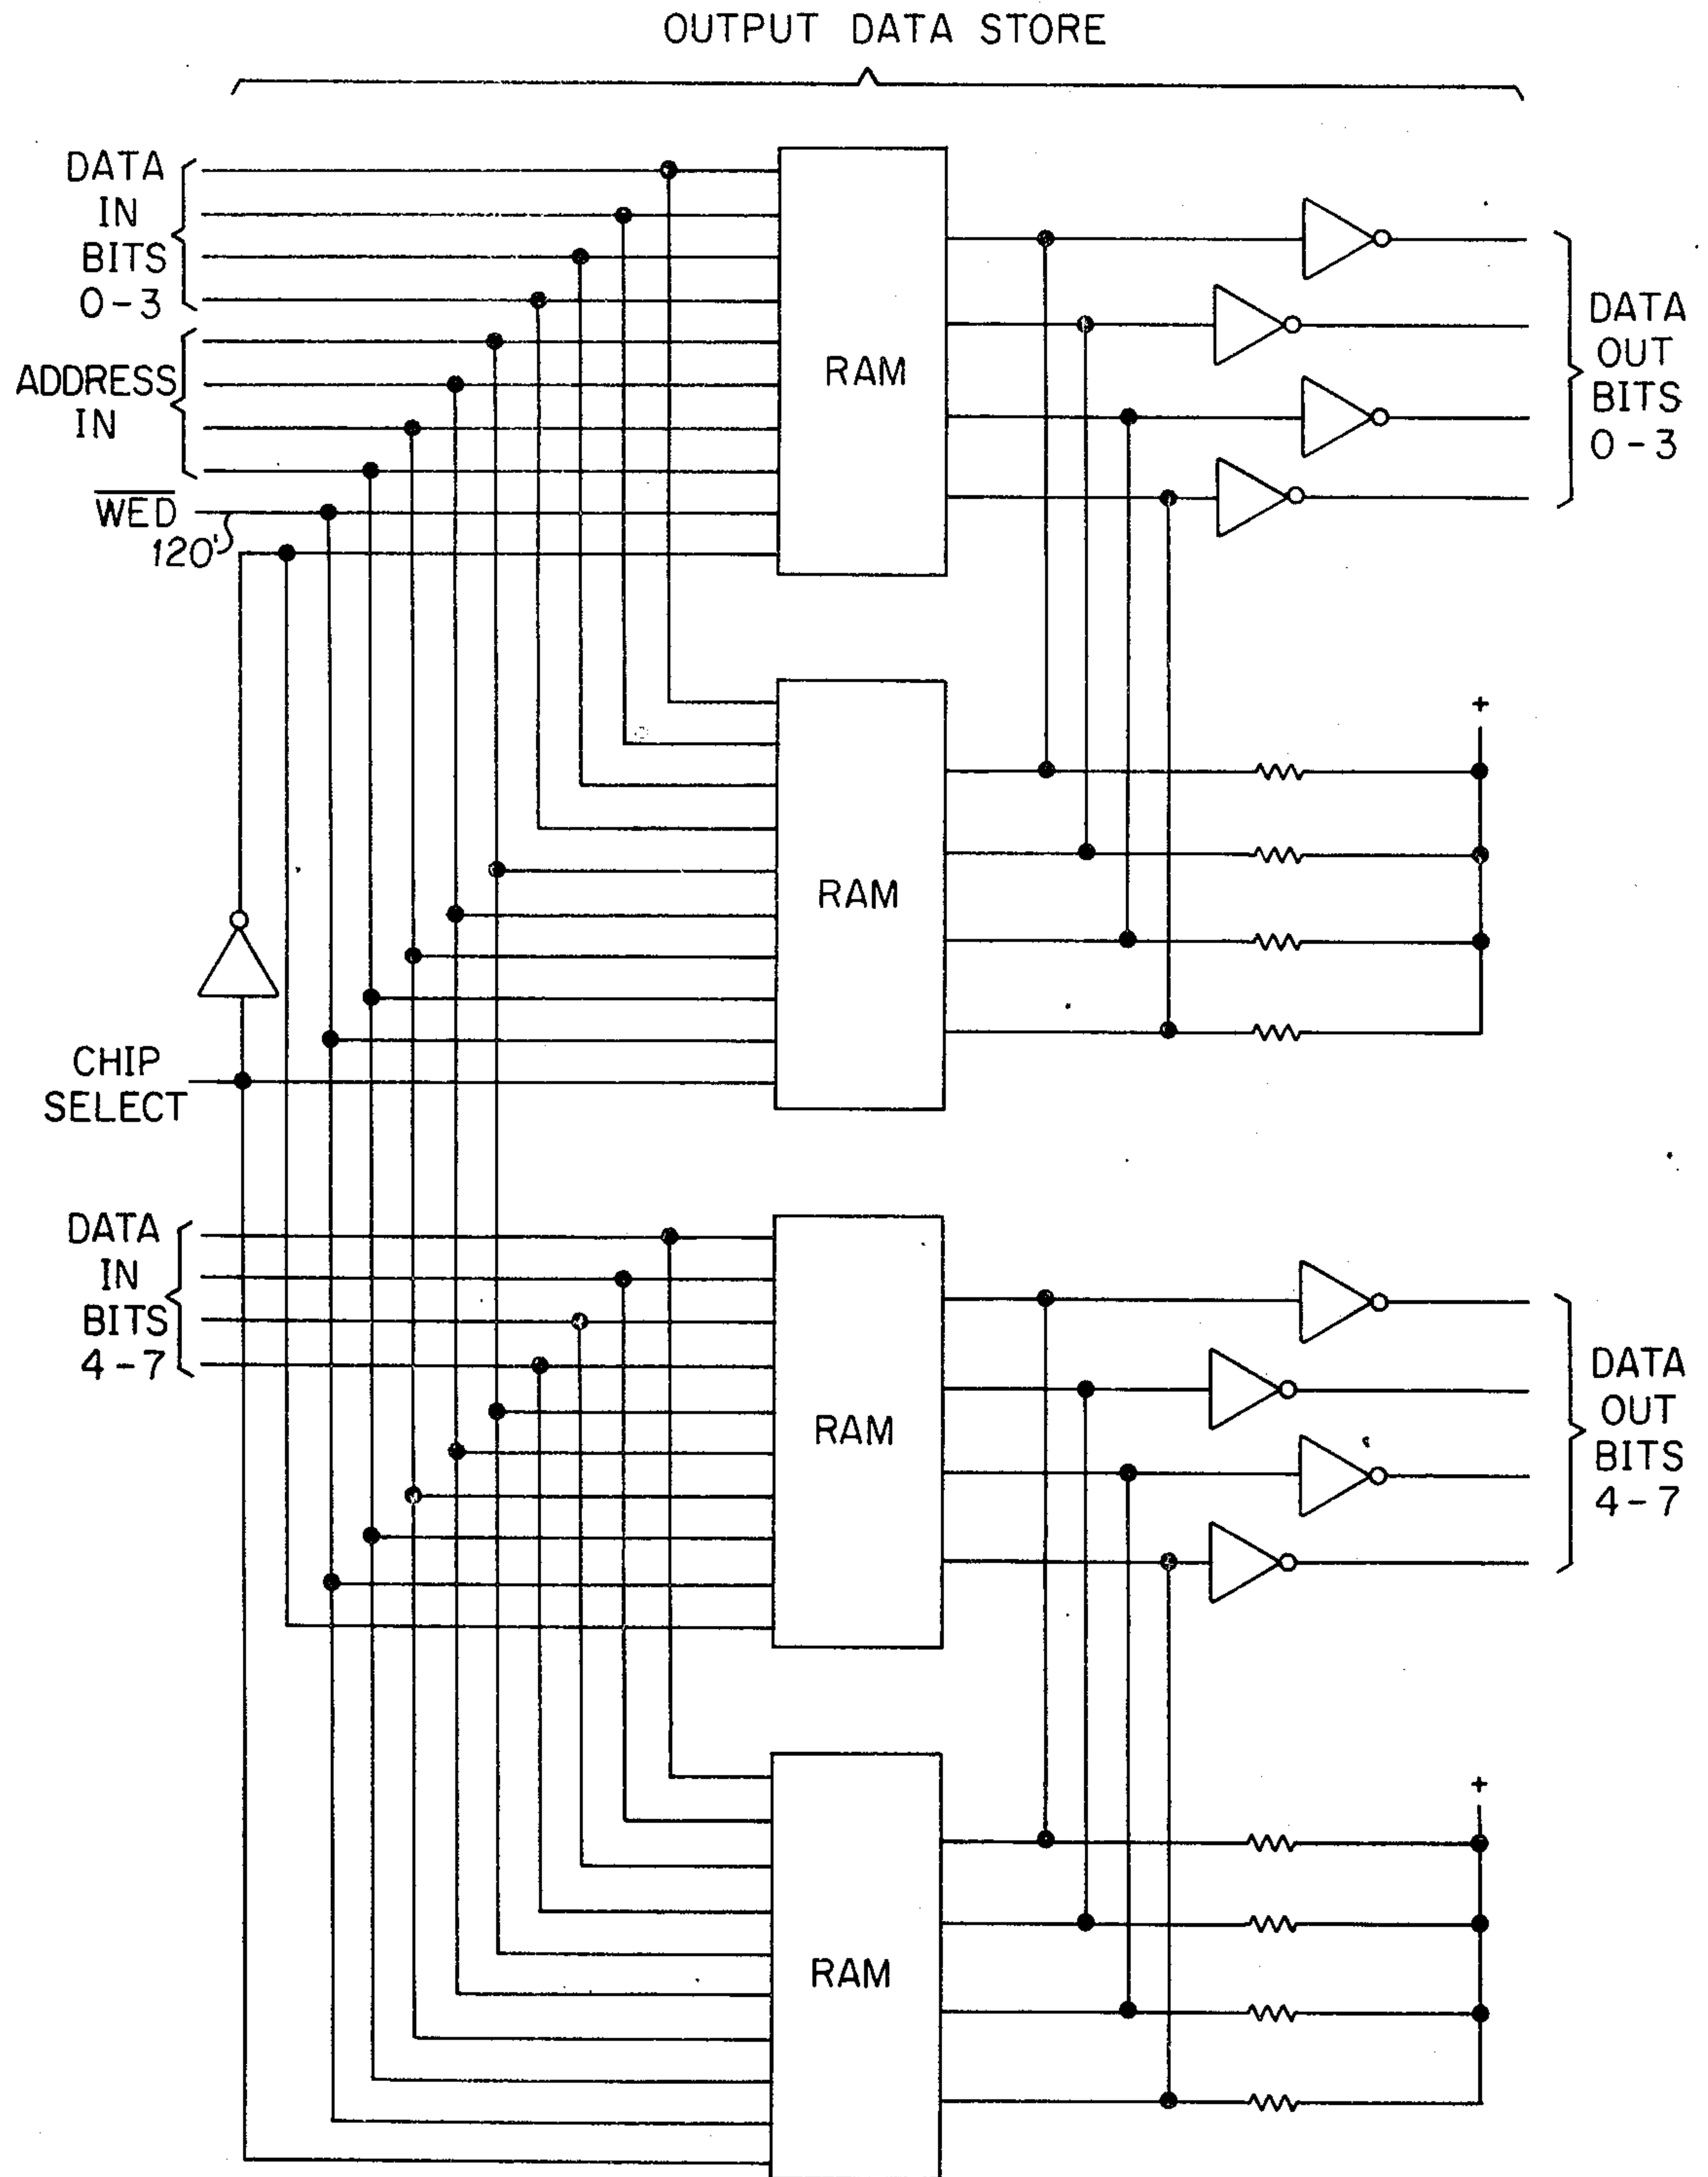 OUTPUT DATA STORE
DATA
IN
BITS
0-3
ADDRESS
IN
WED
120'
RAM
DATA
OUT
BITS
0-3
+
RAM
CHIP
SELECT
DATA
IN
BITS
4-7
RAM
DATA
OUT
BITS
4-7
+
RAM